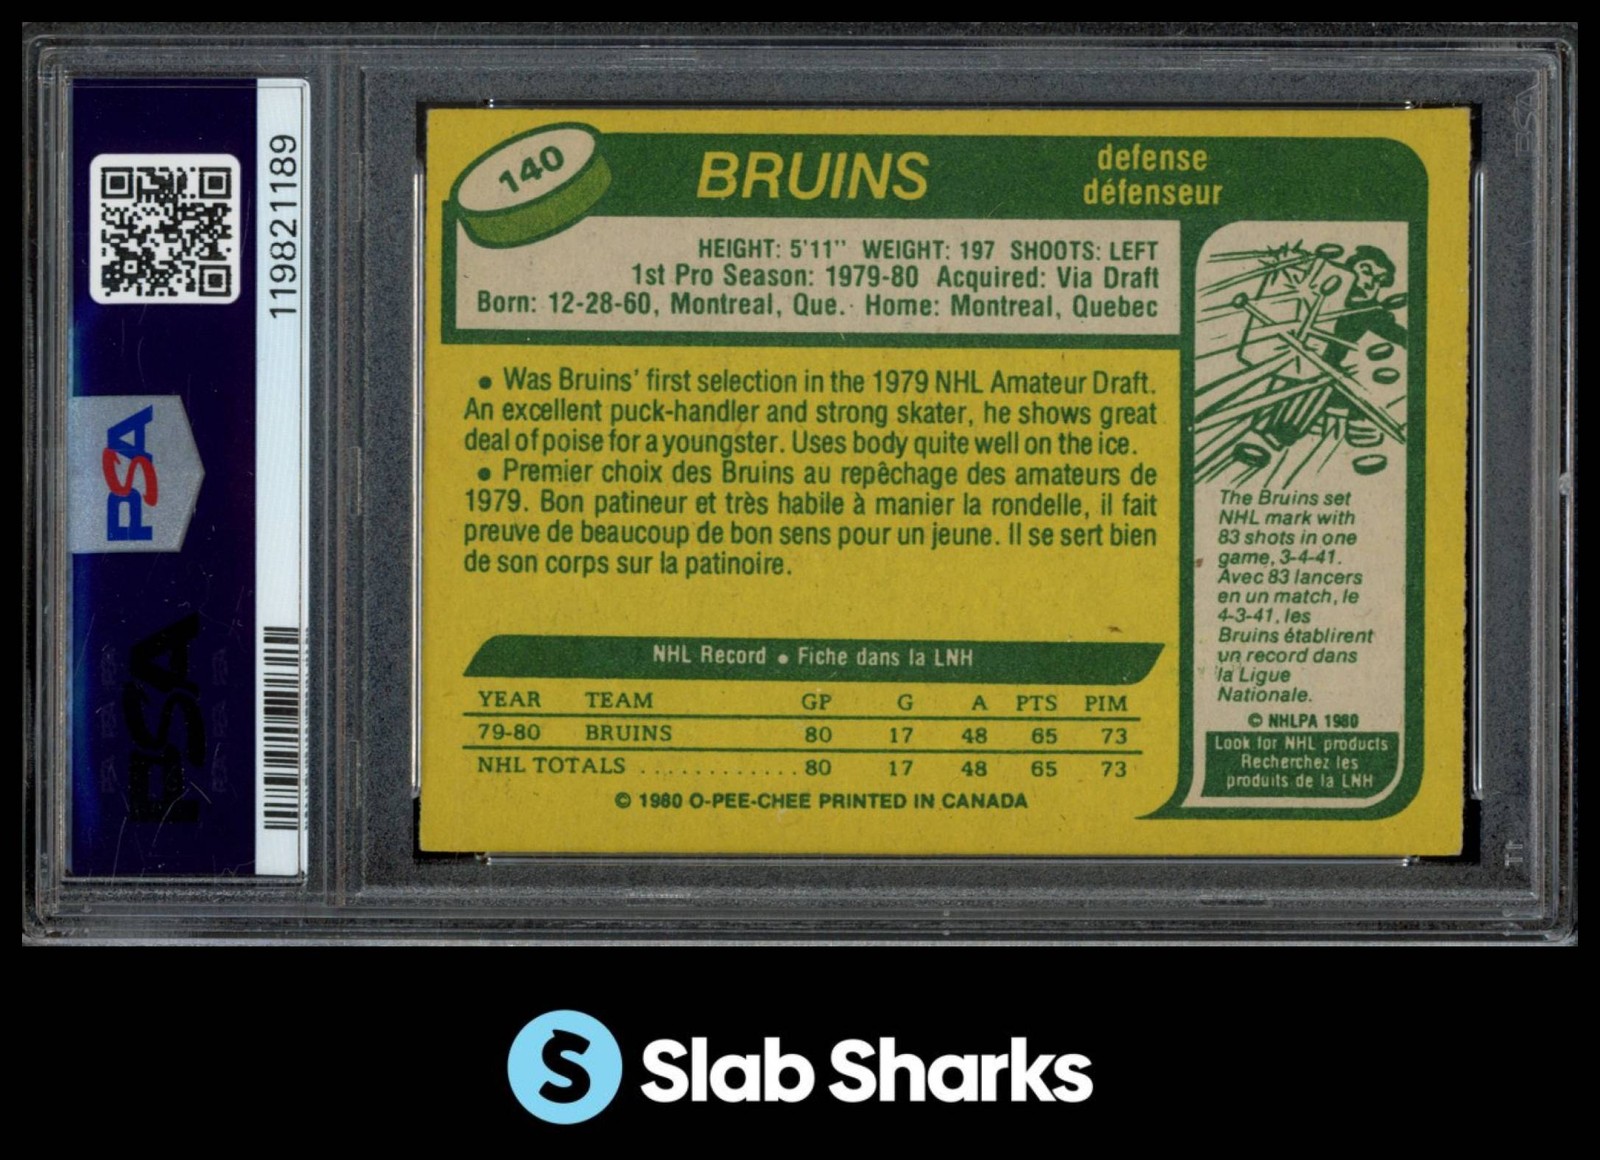 119821189
PSA
PSA
140
BRUINS
defense
défenseur
HEIGHT: 5'11" WEIGHT: 197 SHOOTS: LEFT
1st Pro Season: 1979-80 Acquired: Via Draft
Born: 12-28-60, Montreal, Que. Home: Montreal, Quebec
• Was Bruins' first selection in the 1979 NHL Amateur Draft.
An excellent puck-handler and strong skater, he shows great
deal of poise for a youngster. Uses body quite well on the ice.
• Premier choix des Bruins au repêchage des amateurs de
1979. Bon patineur et très habile à manier la rondelle, il fait
preuve de beaucoup de bon sens pour un jeune. Il se sert bien
de son corps sur la patinoire.
NHL Record • Fiche dans la LNH
YEAR TEAM GP G A PTS PIM
79-80 BRUINS 80 17 48 65 73
NHL TOTALS ............ 80 17 48 65 73
© 1980 O-PEE-CHEE PRINTED IN CANADA
The Bruins set
NHL mark with
83 shots in one
game, 3-4-41.
Avec 83 lancers
en un match, le
4-3-41, les
Bruins établirent
un record dans
la Ligue
Nationale.
© NHLPA 1980
Look for NHL products
Recherchez les
produits de la LNH
PSA
S Slab Sharks